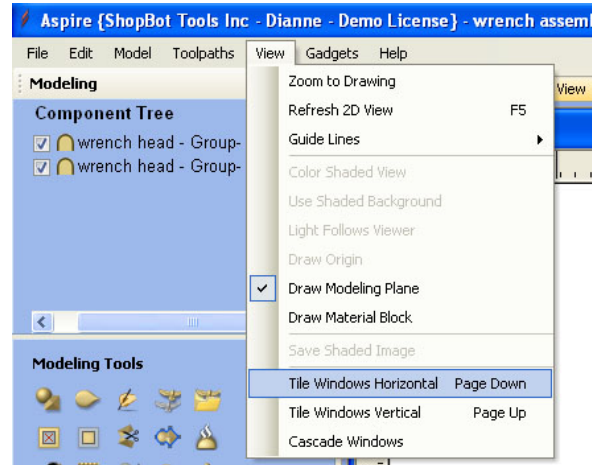 Aspire {ShopBot Tools Inc - Dianne - Demo License} - wrench assem
File Edit Model Toolpaths View Gadgets Help
Modeling
View
Component Tree
wrench head - Group-
wrench head - Group-
Zoom to Drawing
Refresh 2D View F5
Guide Lines
Color Shaded View
Use Shaded Background
Light Follows Viewer
Draw Origin
Draw Modeling Plane
Draw Material Block
Save Shaded Image
Tile Windows Horizontal Page Down
Tile Windows Vertical Page Up
Cascade Windows
Modeling Tools